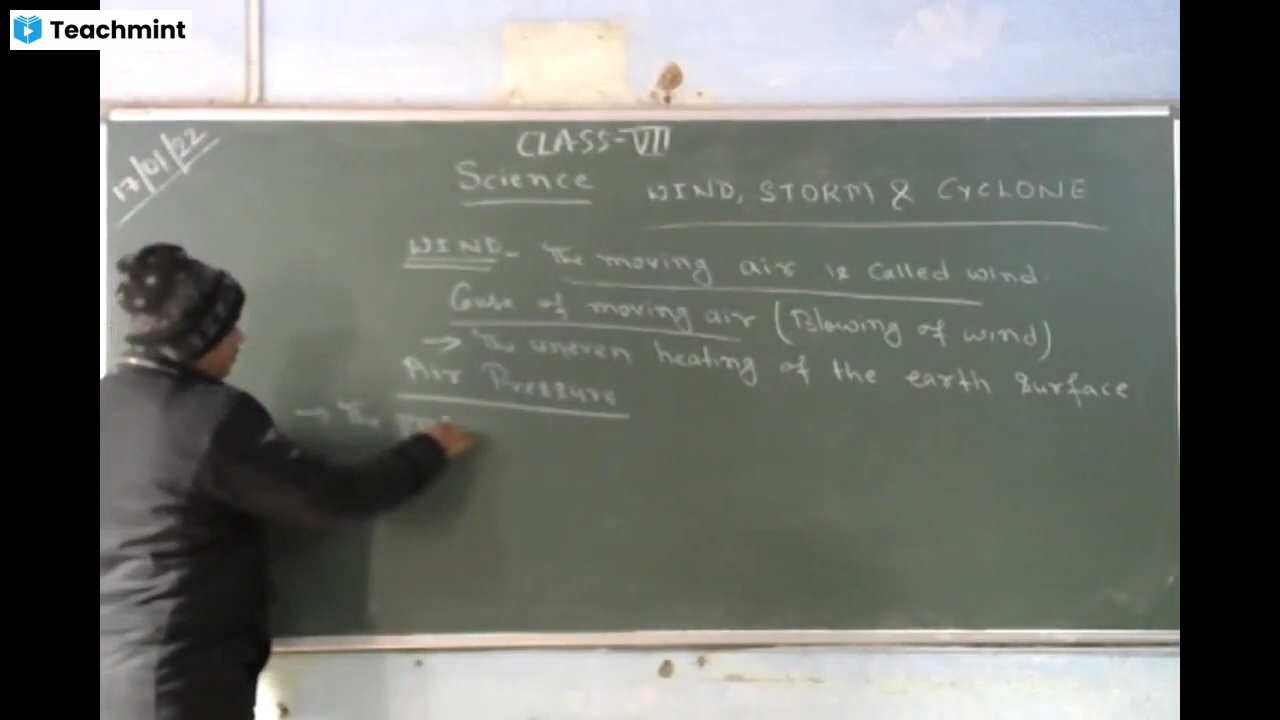 Teachmint
17/01/22
CLASS-VII
Science WIND, STORM & CYCLONE
WIND - The moving air is called wind.
Cause of moving air (Blowing of wind)
→ The uneven heating of the earth surface
Air Pressure
→ The